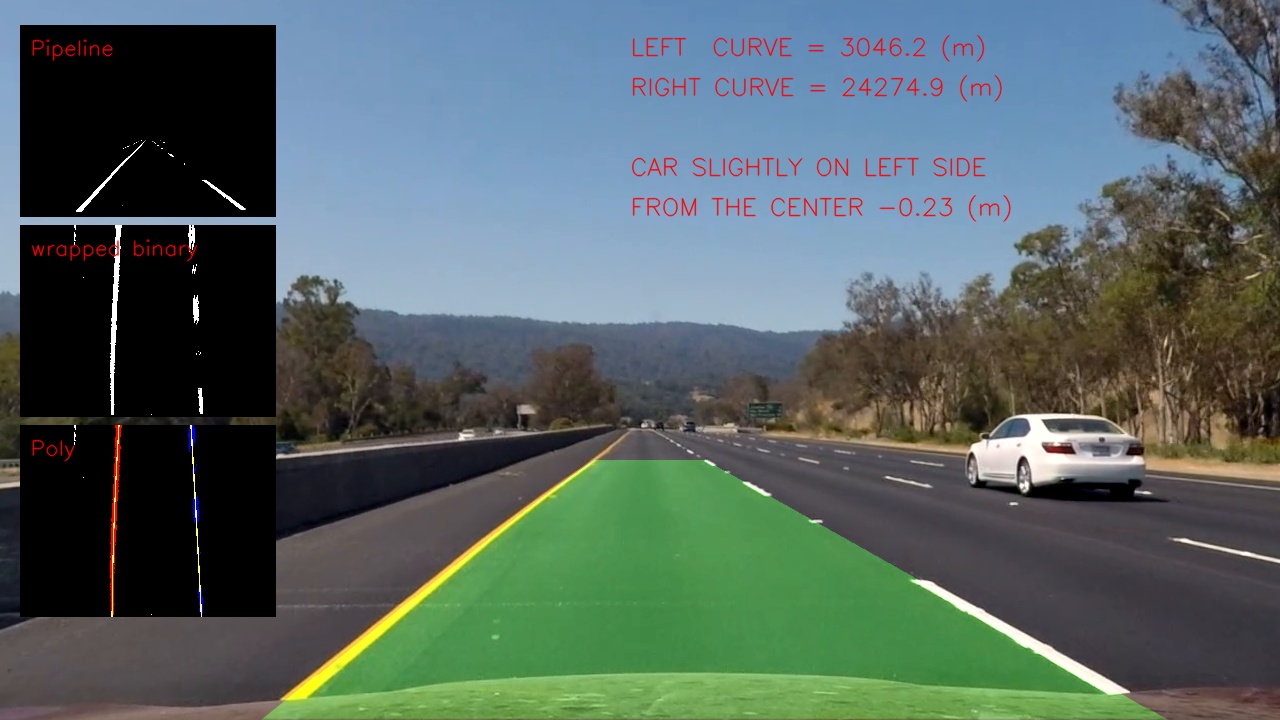 Pipeline
LEFT CURVE = 3046.2 (m)
RIGHT CURVE = 24274.9 (m)
CAR SLIGHTLY ON LEFT SIDE
FROM THE CENTER -0.23 (m)
wrapped binary
Poly